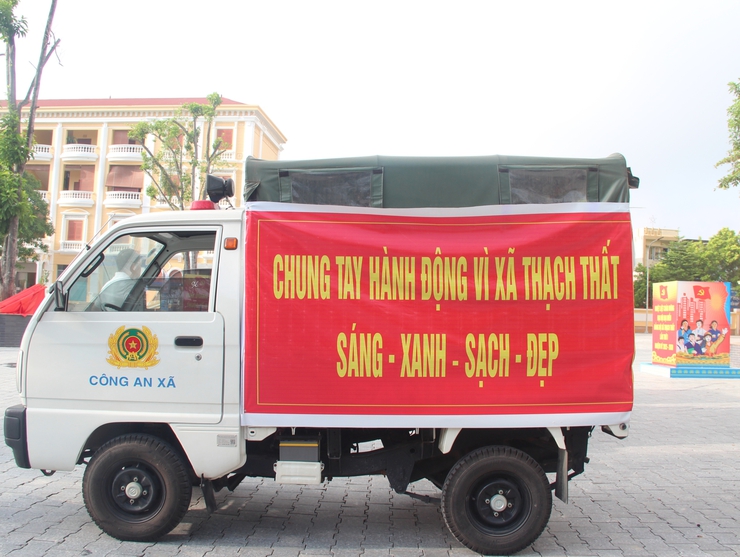 CHUNG TAY HÀNH ĐỘNG VÌ XÃ THẠCH THẤT
SÁNG - XANH - SẠCH - ĐẸP
CÔNG AN XÃ